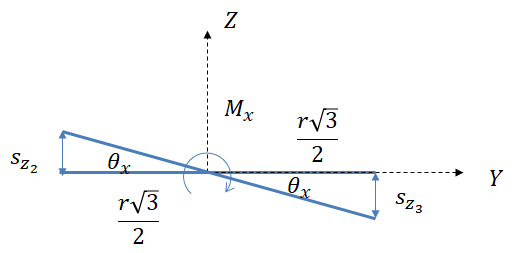 Z
M_x
r√3/2
s_{z_2}
θ_x
θ_x
Y
r√3/2
s_{z_3}